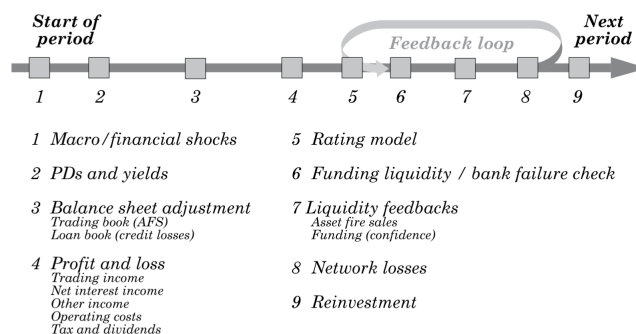 Start of
period
Feedback loop
Next
period
1 2 3 4 5 6 7 8 9
1 Macro/financial shocks
2 PDs and yields
3 Balance sheet adjustment
Trading book (AFS)
Loan book (credit losses)
4 Profit and loss
Trading income
Net interest income
Other income
Operating costs
Tax and dividends
5 Rating model
6 Funding liquidity / bank failure check
7 Liquidity feedbacks
Asset fire sales
Funding (confidence)
8 Network losses
9 Reinvestment